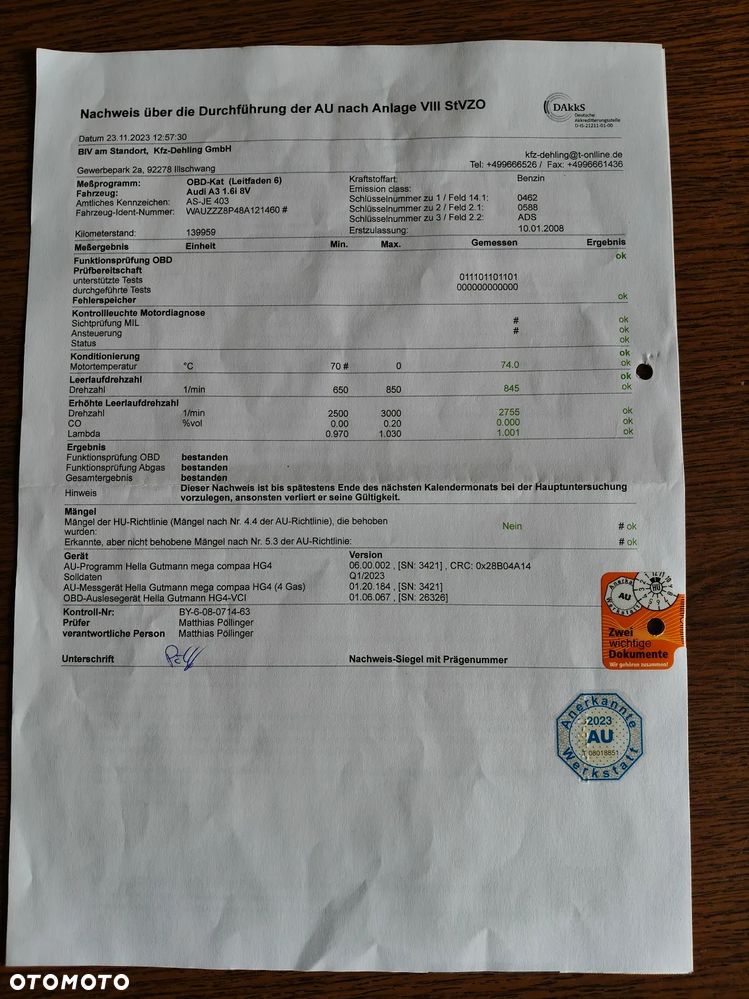 Nachweis über die Durchführung der AU nach Anlage VIII StVZO
DAkkS
Deutsche
Akkreditierungsstelle
D-IS-21211-01-00
Datum 23.11.2023 12:57:30
BIV am Standort, Kfz-Dehling GmbH
kfz-dehling@t-onlline.de
Gewerbepark 2a, 92278 Illschwang
Tel: +499666526 / Fax: +4996661436
Meßprogramm: OBD-Kat (Leitfaden 6) Kraftstoffart: Benzin
Fahrzeug: Audi A3 1.6i 8V Emission class:
Amtliches Kennzeichen: AS-JE 403 Schlüsselnummer zu 1 / Feld 14.1: 0462
Fahrzeug-Ident-Nummer: WAUZZZ8P48A121460 # Schlüsselnummer zu 2 / Feld 2.1: 0588
Schlüsselnummer zu 3 / Feld 2.2: ADS
Kilometerstand: 139959 Erstzulassung: 10.01.2008
Meßergebnis Einheit Min. Max. Gemessen Ergebnis
Funktionsprüfung OBD ok
Prüfbereitschaft
unterstützte Tests 011101101101
durchgeführte Tests 000000000000
Fehlerspeicher ok
Kontrollleuchte Motordiagnose
Sichtprüfung MIL # ok
Ansteuerung # ok
Status ok
Konditionierung ok
Motortemperatur °C 70 # 0 74.0 ok
Leerlaufdrehzahl ok
Drehzahl 1/min 650 850 845 ok
Erhöhte Leerlaufdrehzahl
Drehzahl 1/min 2500 3000 2755 ok
CO %vol 0.00 0.20 0.000 ok
Lambda 0.970 1.030 1.001 ok
Ergebnis
Funktionsprüfung OBD bestanden
Funktionsprüfung Abgas bestanden
Gesamtergebnis bestanden
Hinweis Dieser Nachweis ist bis spätestens Ende des nächsten Kalendermonats bei der Hauptuntersuchung
vorzulegen, ansonsten verliert er seine Gültigkeit.
Mängel
Mängel der HU-Richtlinie (Mängel nach Nr. 4.4 der AU-Richtlinie), die behoben
wurden: Nein # ok
Erkannte, aber nicht behobene Mängel nach Nr. 5.3 der AU-Richtlinie: # ok
Gerät Version
AU-Programm Hella Gutmann mega compaa HG4 06.00.002 , [SN: 3421] , CRC: 0x28B04A14
Solldaten Q1/2023
AU-Messgerät Hella Gutmann mega compaa HG4 (4 Gas) 01.20.184 , [SN: 3421]
OBD-Auslesegerät Hella Gutmann HG4-VCI 01.06.067 , [SN: 26326]
Kontroll-Nr: BY-6-08-0714-63
Prüfer Matthias Pöllinger
verantwortliche Person Matthias Pöllinger
Unterschrift Nachweis-Siegel mit Prägenummer
AU
HU
Zwei
wichtige
Dokumente
Wir gehören zusammen!
Anerkannte
2023
AU
08018851
Werkstatt
OTOMOTO